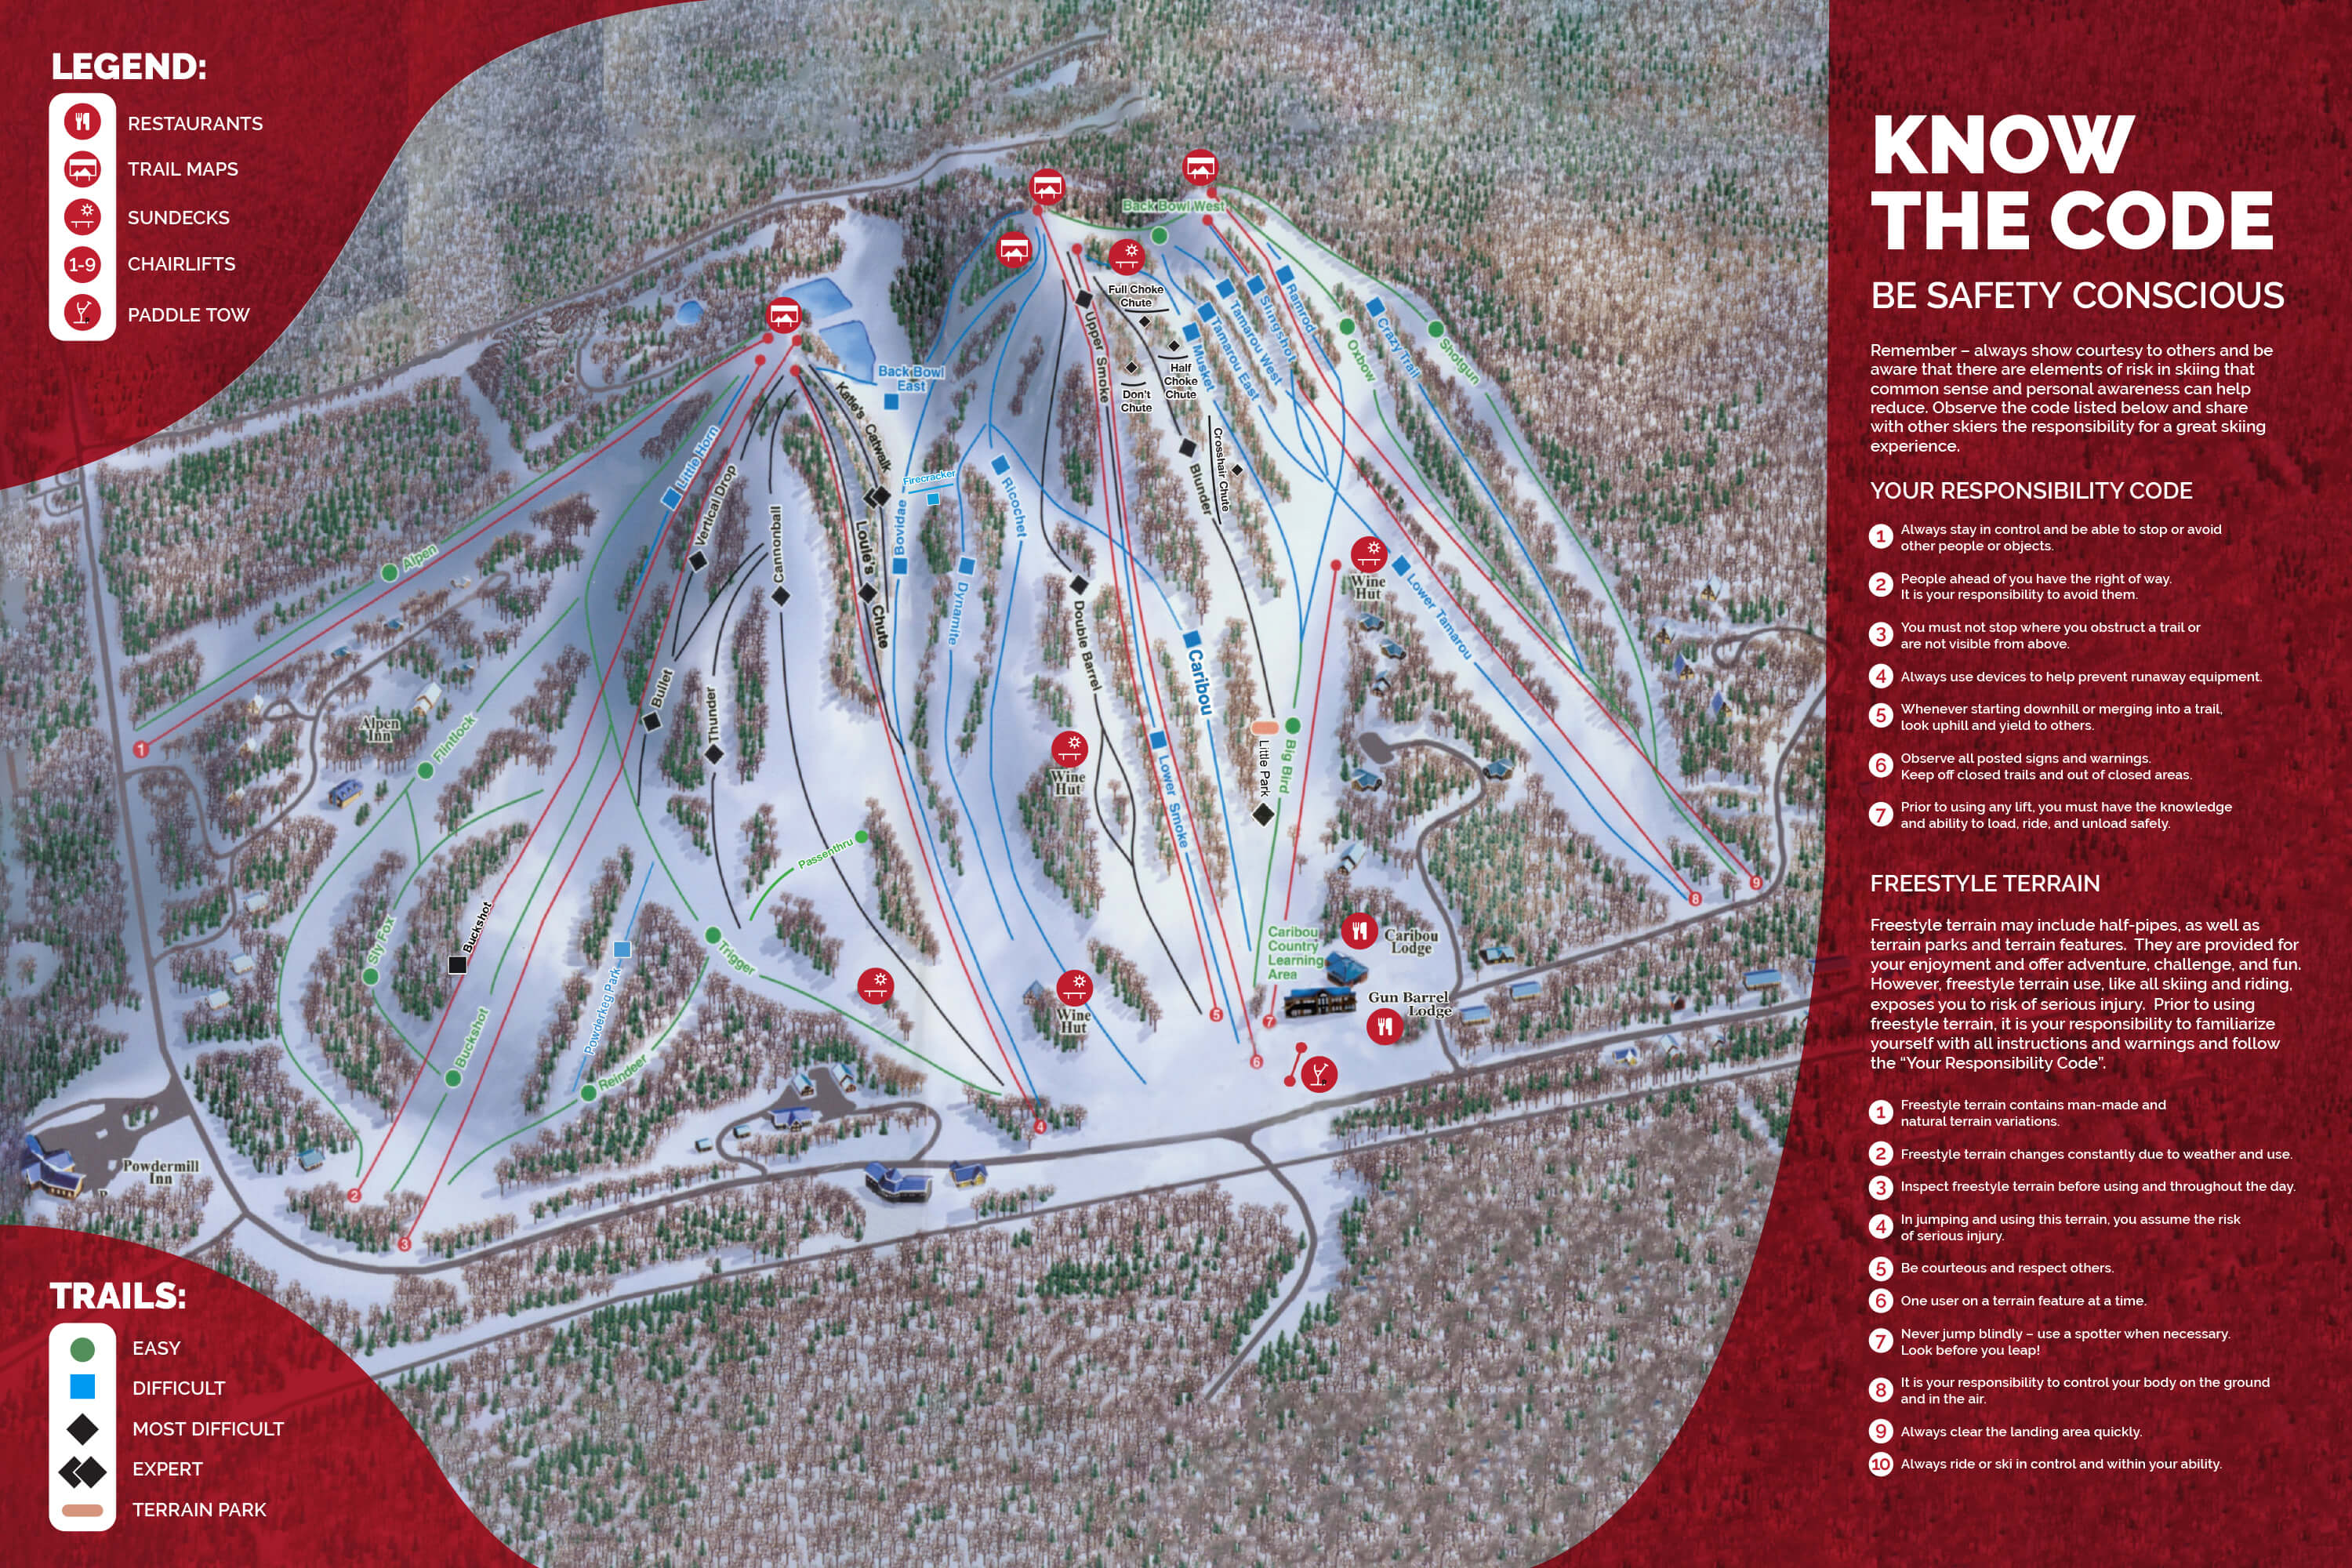 LEGEND:
RESTAURANTS
TRAIL MAPS
SUNDECKS
1-9
CHAIRLIFTS
PADDLE TOW
Back Bowl West
Full Choke
Chute
Half
Choke
Chute
Don't
Chute
Upper Smoke
Musket
Tamarou East
Tamarou West
Slingshot
Ramrod
Oxbow
Crazy Trail
Shotgun
Back Bowl
East
Katie's Catwalk
Little Horn
Vertical Drop
Cannonball
Louie's Chute
Bovidae
Firecracker
Ricochet
Dynamite
Blunder
Crosshair Chute
Alpen
Wine
Hut
Lower Tamarou
Double Barrel
Caribou
Bullet
Thunder
Alpen
Inn
Flintlock
1
Wine
Hut
Lower Smoke
Little Park
Big Bird
Passenthru
Sly Fox
Buckshot
Trigger
Powderkeg Park
Buckshot
Reindeer
Caribou
Country
Learning
Area
Caribou
Lodge
Gun Barrel
Lodge
Wine
Hut
8
9
5
7
6
4
Powdermill
Inn
2
3
TRAILS:
EASY
DIFFICULT
MOST DIFFICULT
EXPERT
TERRAIN PARK
KNOW
THE CODE
BE SAFETY CONSCIOUS
Remember – always show courtesy to others and be
aware that there are elements of risk in skiing that
common sense and personal awareness can help
reduce. Observe the code listed below and share
with other skiers the responsibility for a great skiing
experience.
YOUR RESPONSIBILITY CODE
1 Always stay in control and be able to stop or avoid
other people or objects.
2 People ahead of you have the right of way.
It is your responsibility to avoid them.
3 You must not stop where you obstruct a trail or
are not visible from above.
4 Always use devices to help prevent runaway equipment.
5 Whenever starting downhill or merging into a trail,
look uphill and yield to others.
6 Observe all posted signs and warnings.
Keep off closed trails and out of closed areas.
7 Prior to using any lift, you must have the knowledge
and ability to load, ride, and unload safely.
FREESTYLE TERRAIN
Freestyle terrain may include half-pipes, as well as
terrain parks and terrain features. They are provided for
your enjoyment and offer adventure, challenge, and fun.
However, freestyle terrain use, like all skiing and riding,
exposes you to risk of serious injury. Prior to using
freestyle terrain, it is your responsibility to familiarize
yourself with all instructions and warnings and follow
the “Your Responsibility Code”.
1 Freestyle terrain contains man-made and
natural terrain variations.
2 Freestyle terrain changes constantly due to weather and use.
3 Inspect freestyle terrain before using and throughout the day.
4 In jumping and using this terrain, you assume the risk
of serious injury.
5 Be courteous and respect others.
6 One user on a terrain feature at a time.
7 Never jump blindly – use a spotter when necessary.
Look before you leap!
8 It is your responsibility to control your body on the ground
and in the air.
9 Always clear the landing area quickly.
10 Always ride or ski in control and within your ability.